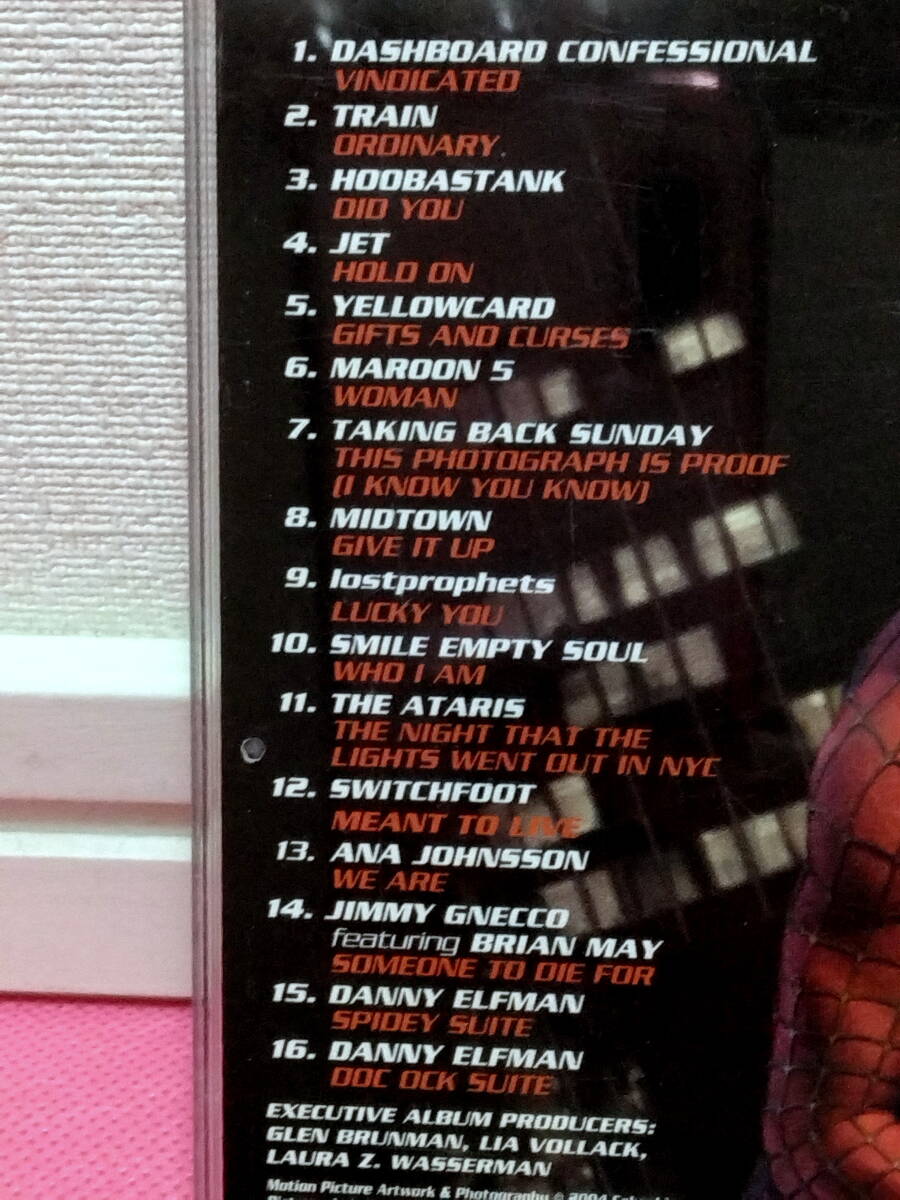 1. DASHBOARD CONFESSIONAL
VINDICATED
2. TRAIN
ORDINARY
3. HOOBASTANK
DID YOU
4. JET
HOLD ON
5. YELLOWCARD
GIFTS AND CURSES
6. MAROON 5
WOMAN
7. TAKING BACK SUNDAY
THIS PHOTOGRAPH IS PROOF
(I KNOW YOU KNOW)
8. MIDTOWN
GIVE IT UP
9. lostprophets
LUCKY YOU
10. SMILE EMPTY SOUL
WHO I AM
11. THE ATARIS
THE NIGHT THAT THE
LIGHTS WENT OUT IN NYC
12. SWITCHFOOT
MEANT TO LIVE
13. ANA JOHNSSON
WE ARE
14. JIMMY GNECCO
featuring BRIAN MAY
SOMEONE TO DIE FOR
15. DANNY ELFMAN
SPIDEY SUITE
16. DANNY ELFMAN
DOC OCK SUITE
EXECUTIVE ALBUM PRODUCERS:
GLEN BRUNMAN, LIA VOLLACK,
LAURA Z. WASSERMAN
Motion Picture Artwork & Photography © 2004